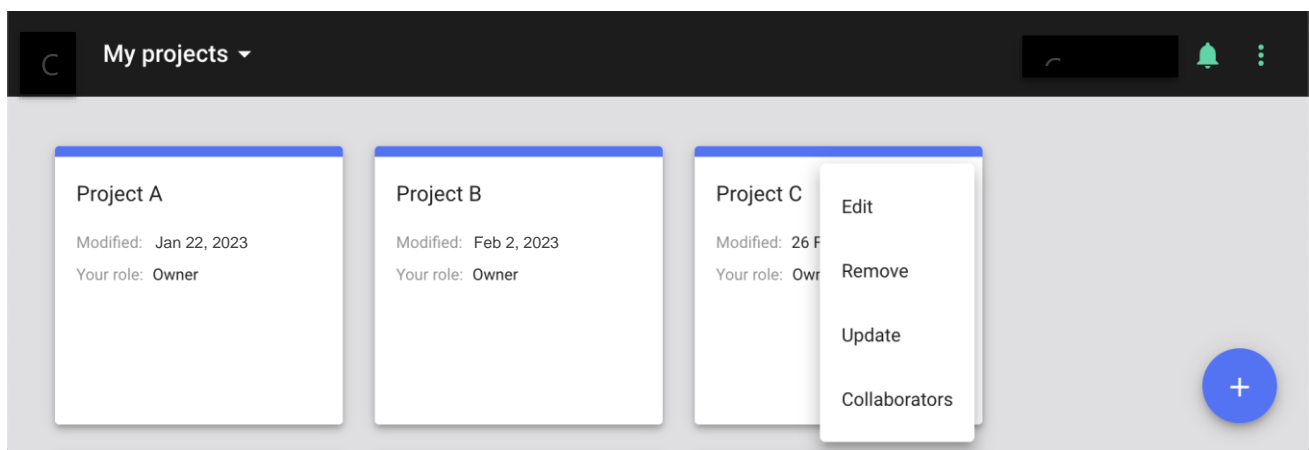 C My projects
Project A
Modified: Jan 22, 2023
Your role: Owner
Project B
Modified: Feb 2, 2023
Your role: Owner
Project C
Modified: 26
Your role:
Edit
Remove
Update
Collaborators
+